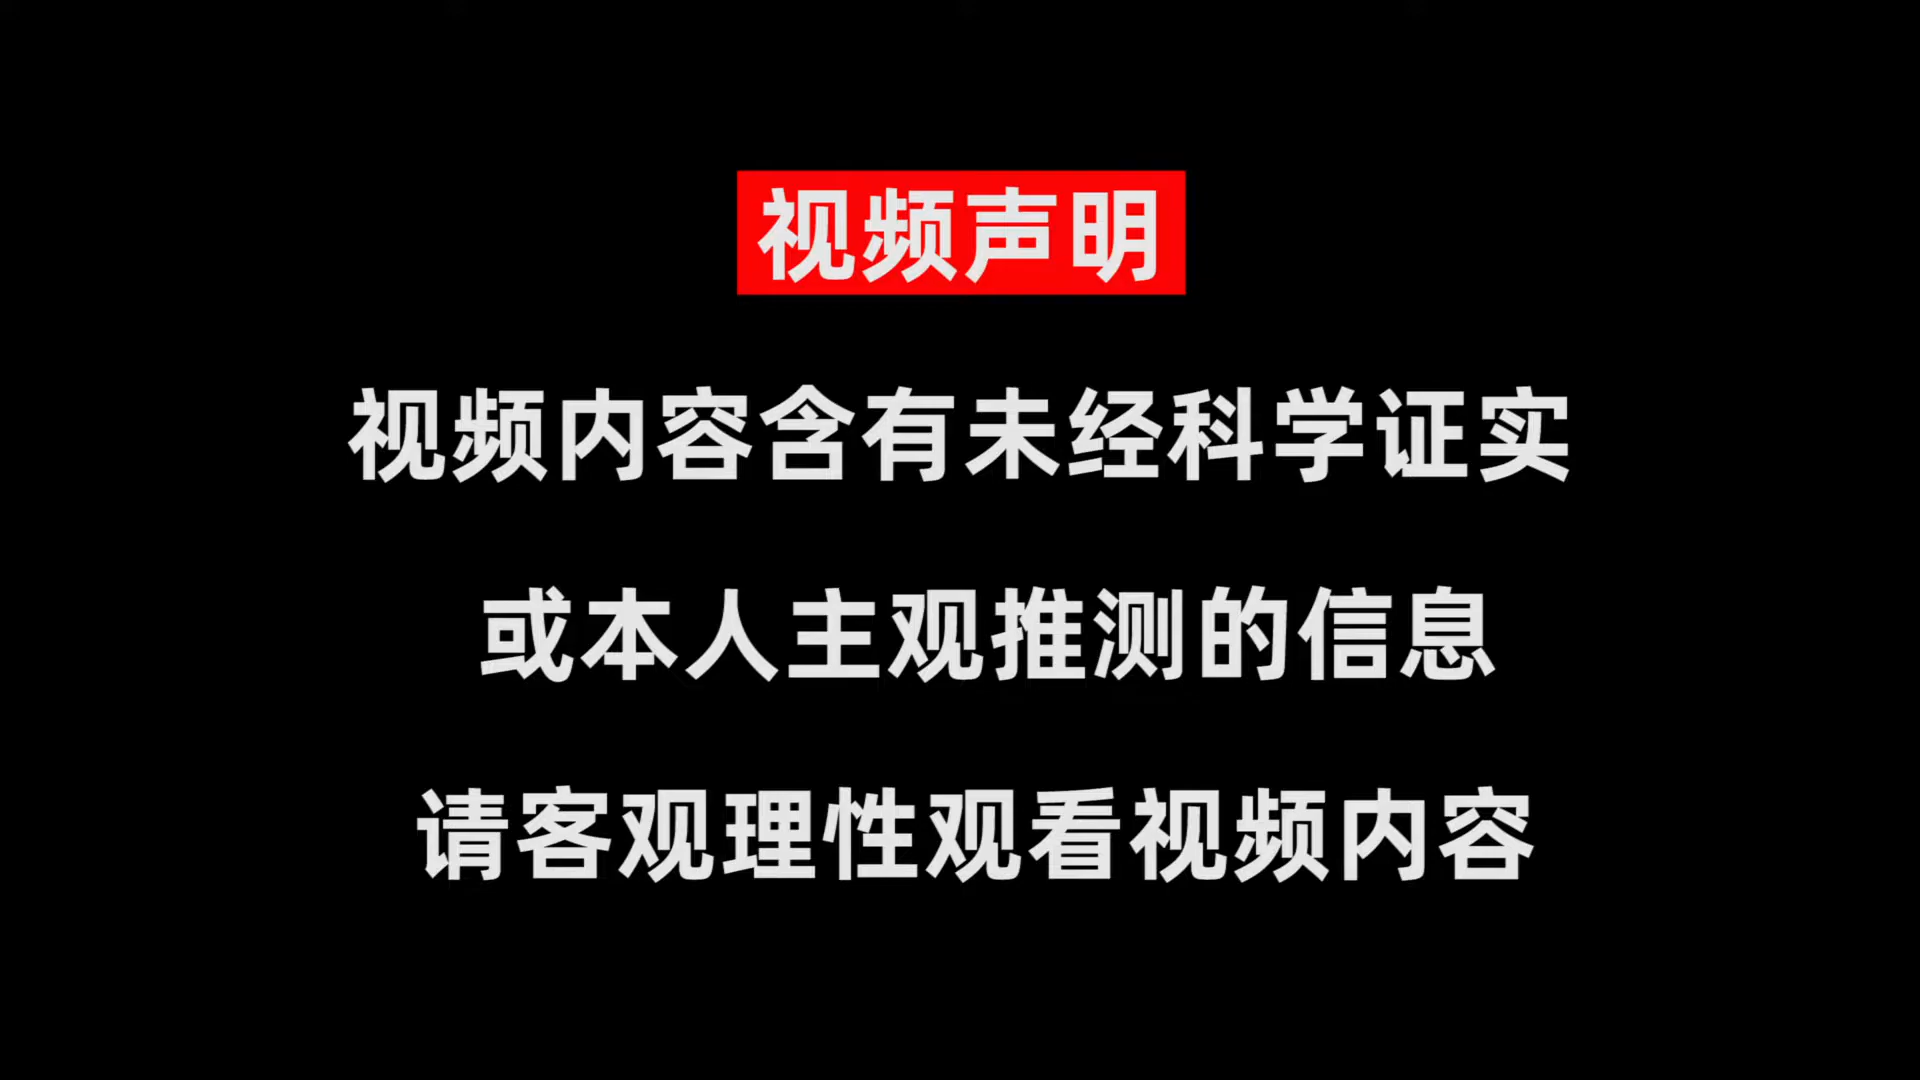 视频声明
视频内容含有未经科学证实
或本人主观推测的信息
请客观理性观看视频内容